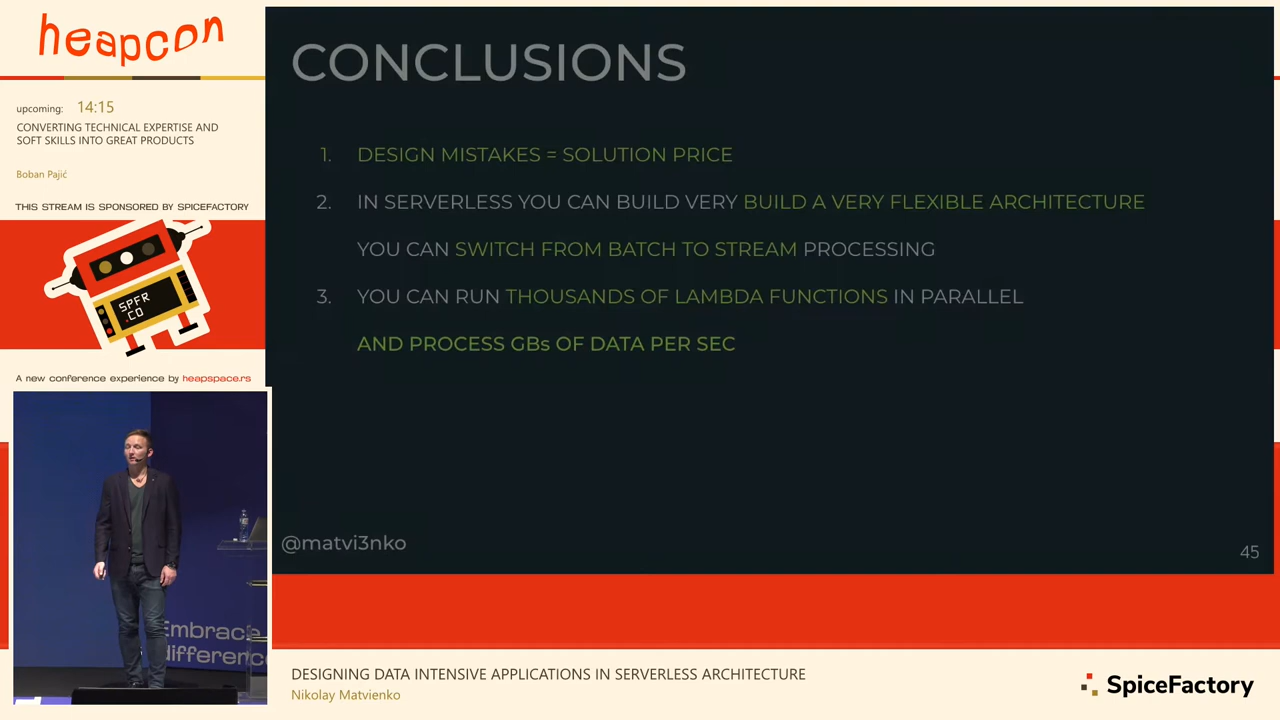 heapcon
upcoming: 14:15
CONVERTING TECHNICAL EXPERTISE AND
SOFT SKILLS INTO GREAT PRODUCTS
Boban Pajić
THIS STREAM IS SPONSORED BY SPICEFACTORY
SPFR
.CO
A new conference experience by heapspace.rs
CONCLUSIONS
1. DESIGN MISTAKES = SOLUTION PRICE
2. IN SERVERLESS YOU CAN BUILD VERY BUILD A VERY FLEXIBLE ARCHITECTURE
YOU CAN SWITCH FROM BATCH TO STREAM PROCESSING
3. YOU CAN RUN THOUSANDS OF LAMBDA FUNCTIONS IN PARALLEL
AND PROCESS GBs OF DATA PER SEC
@matvi3nko
45
Embrace
differenc
DESIGNING DATA INTENSIVE APPLICATIONS IN SERVERLESS ARCHITECTURE
Nikolay Matvienko
SpiceFactory